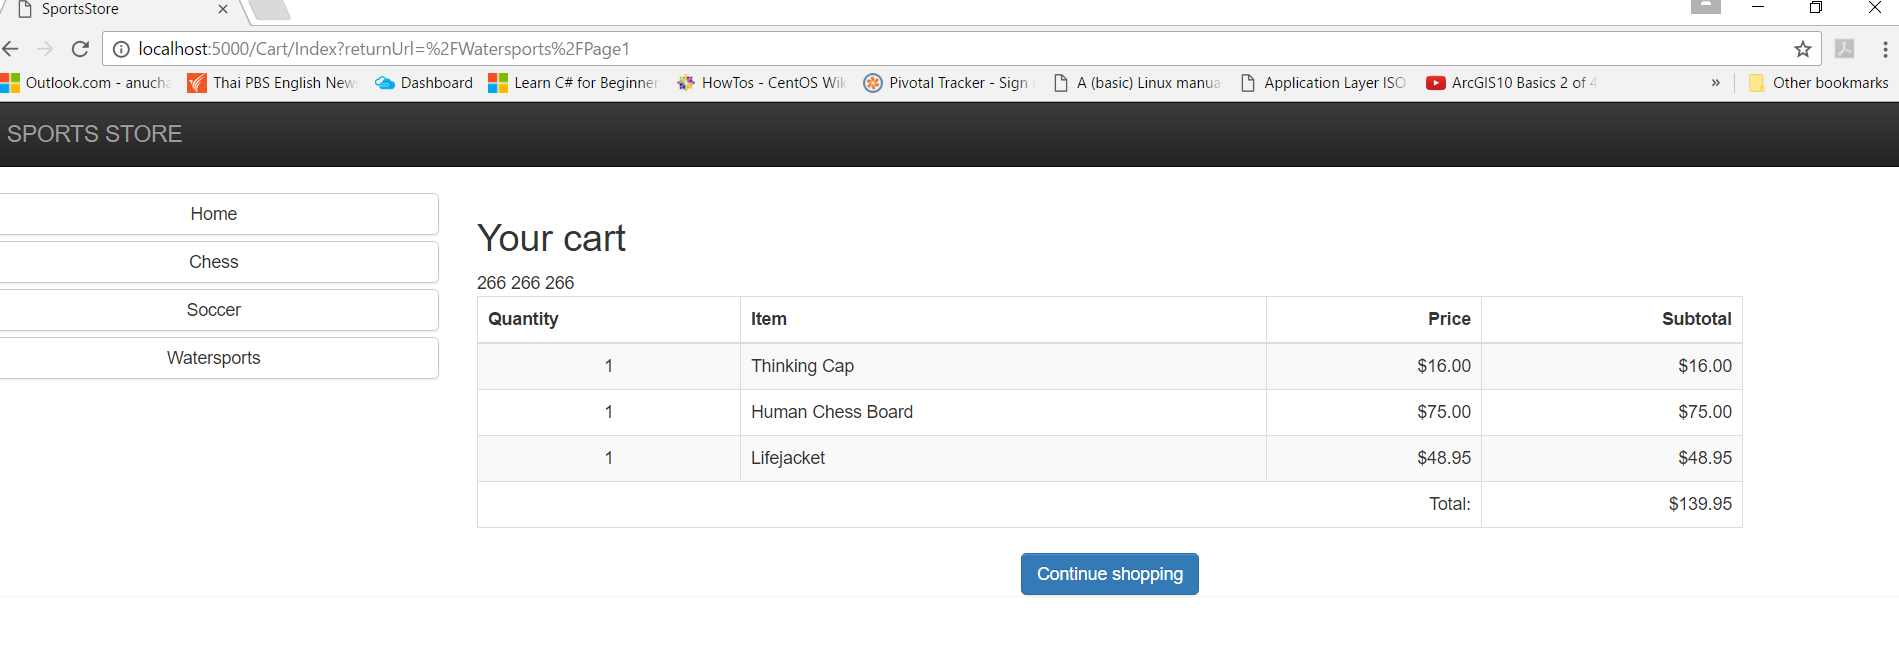 SportsStore
localhost:5000/Cart/Index?returnUrl=%2FWatersports%2FPage1
Outlook.com - anucha Thai PBS English New Dashboard Learn C# for Beginner HowTos - CentOS Wik Pivotal Tracker - Sign A (basic) Linux manua Application Layer ISO ArcGIS10 Basics 2 of 4 » Other bookmarks
SPORTS STORE
Home
Chess
Soccer
Watersports
Your cart
266 266 266
Quantity Item Price Subtotal
1 Thinking Cap $16.00 $16.00
1 Human Chess Board $75.00 $75.00
1 Lifejacket $48.95 $48.95
Total: $139.95
Continue shopping